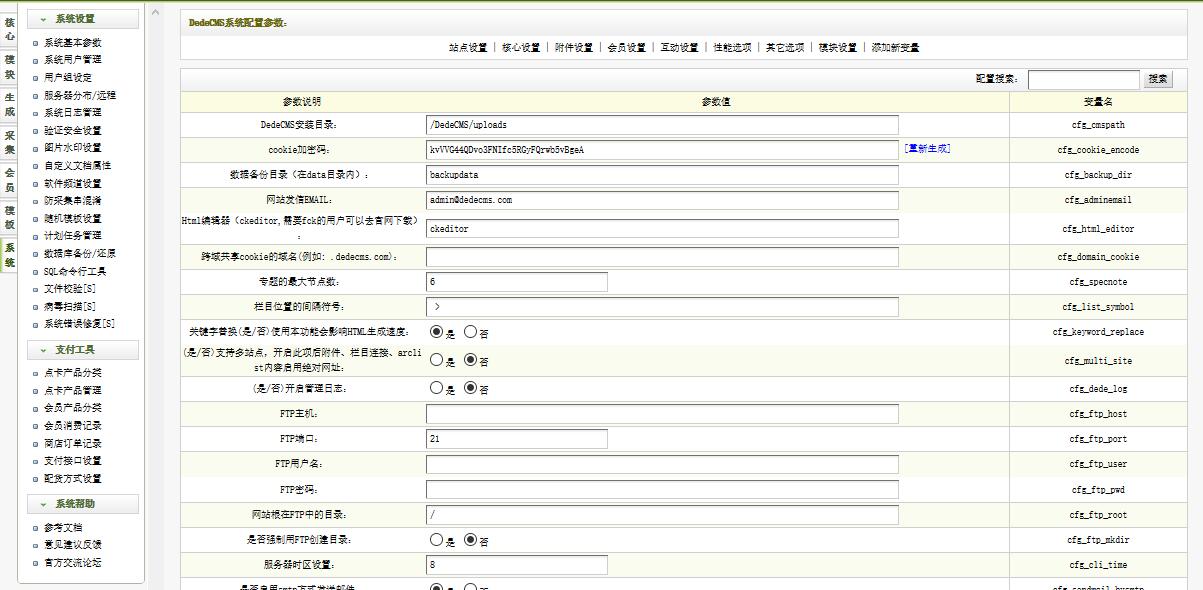 核心
模块
生成
采集
会员
模板
系统
系统设置
系统基本参数
系统用户管理
用户组设定
服务器分布/远程
系统日志管理
验证安全设置
图片水印设置
自定义文档属性
软件频道设置
防采集串混淆
随机模板设置
计划任务管理
数据库备份/还原
SQL命令行工具
文件校验[S]
病毒扫描[S]
系统错误修复[S]
支付工具
点卡产品分类
点卡产品管理
会员产品分类
会员消费记录
商店订单记录
支付接口设置
配货方式设置
系统帮助
参考文档
意见建议反馈
官方交流论坛
DedeCMS系统配置参数:
站点设置 | 核心设置 | 附件设置 | 会员设置 | 互动设置 | 性能选项 | 其它选项 | 模块设置 | 添加新变量
配置搜索: 搜索
参数说明 参数值 变量名
DedeCMS安装目录: /DedeCMS/uploads cfg_cmspath
cookie加密码: kvVVG44QDvo3FNIfc5RGyFQrwb5vBgeA [重新生成] cfg_cookie_encode
数据备份目录（在data目录内）: backupdata cfg_backup_dir
网站发信EMAIL: admin@dedecms.com cfg_adminemail
Html编辑器（ckeditor,需要fck的用户可以去官网下载）
: ckeditor cfg_html_editor
跨域共享cookie的域名(例如: .dedecms.com): cfg_domain_cookie
专题的最大节点数: 6 cfg_specnote
栏目位置的间隔符号: > cfg_list_symbol
关键字替换(是/否)使用本功能会影响HTML生成速度: 是 否 cfg_keyword_replace
(是/否)支持多站点，开启此项后附件、栏目连接、arcli
st内容启用绝对网址: 是 否 cfg_multi_site
(是/否)开启管理日志: 是 否 cfg_dede_log
FTP主机: cfg_ftp_host
FTP端口: 21 cfg_ftp_port
FTP用户名: cfg_ftp_user
FTP密码: cfg_ftp_pwd
网站根在FTP中的目录: / cfg_ftp_root
是否强制用FTP创建目录: 是 否 cfg_ftp_mkdir
服务器时区设置: 8 cfg_cli_time
是否启用smtp方式发送邮件 是 否 cfg_sendmail_bysmtp